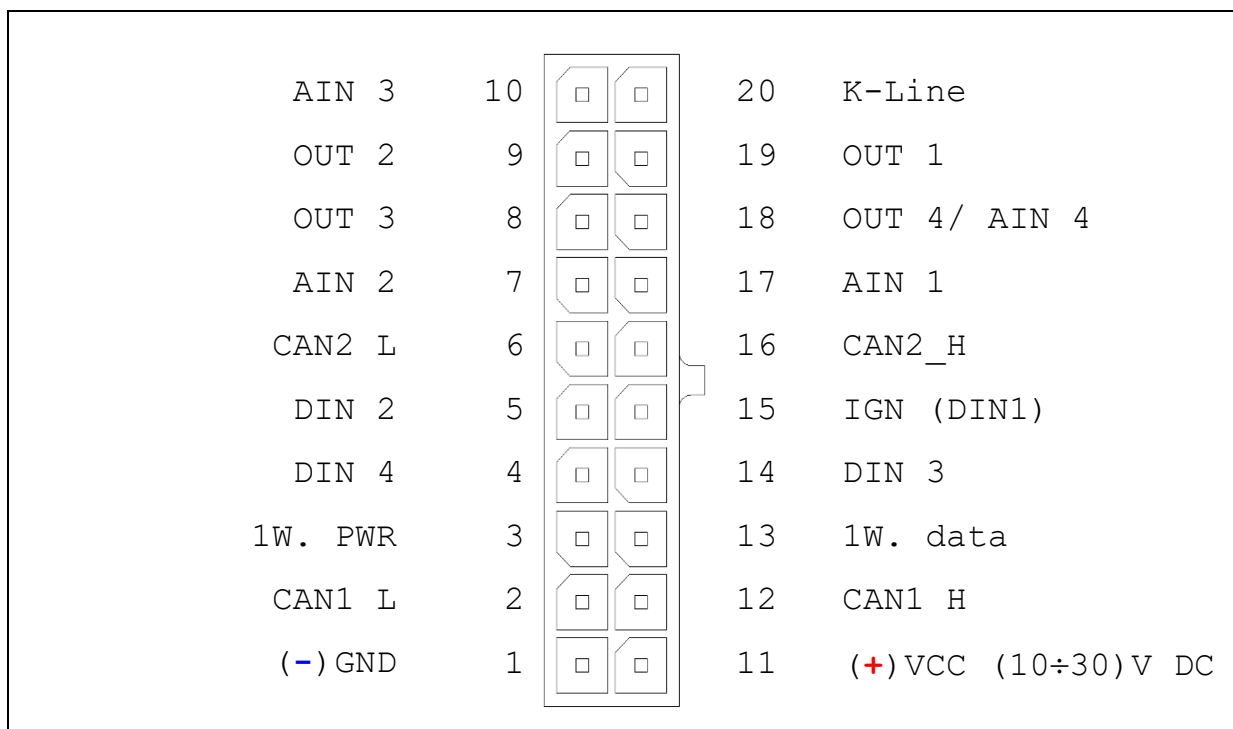 AIN 3 10 20 K-Line
OUT 2 9 19 OUT 1
OUT 3 8 18 OUT 4/ AIN 4
AIN 2 7 17 AIN 1
CAN2 L 6 16 CAN2_H
DIN 2 5 15 IGN (DIN1)
DIN 4 4 14 DIN 3
1W. PWR 3 13 1W. data
CAN1 L 2 12 CAN1 H
(-)GND 1 11 (+)VCC (10÷30)V DC